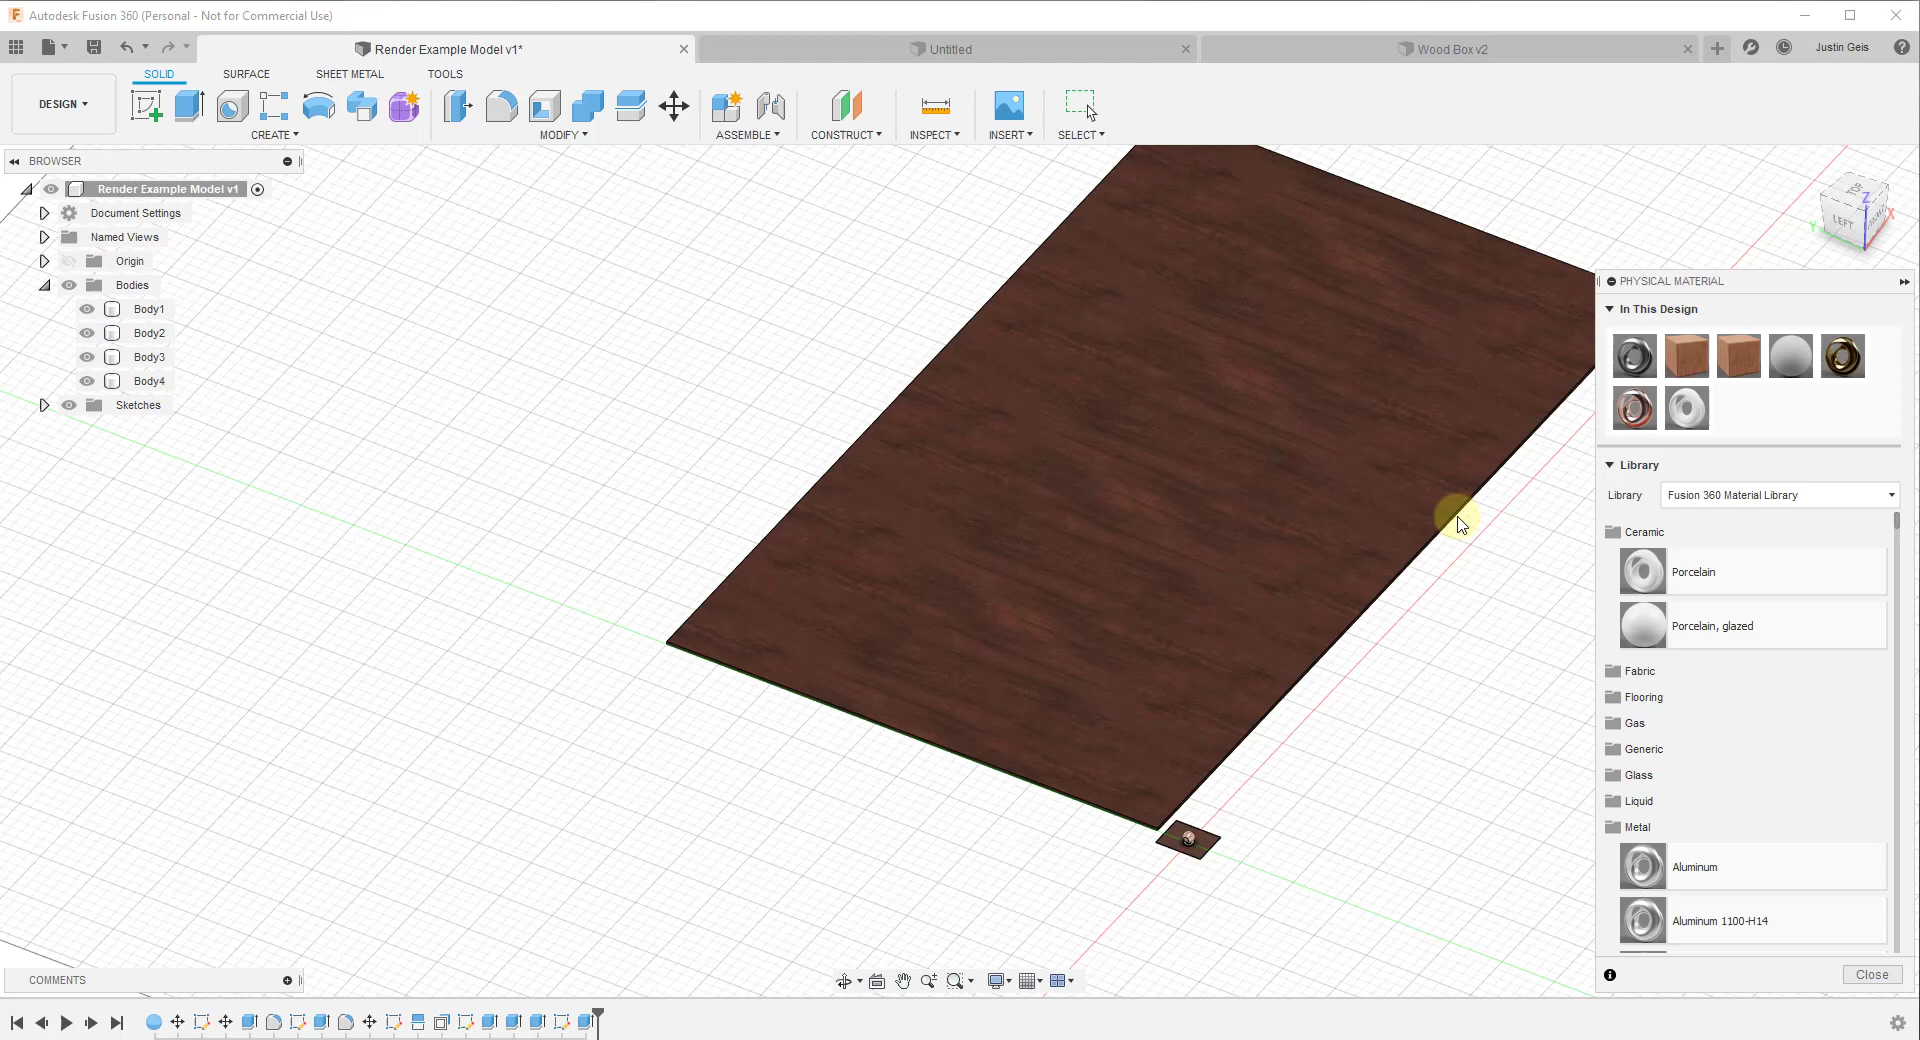 Autodesk Fusion 360 (Personal - Not for Commercial Use)
Render Example Model v1*
Untitled
Wood Box v2
Justin Geis
SOLID
SURFACE
SHEET METAL
TOOLS
DESIGN
CREATE
MODIFY
ASSEMBLE
CONSTRUCT
INSPECT
INSERT
SELECT
BROWSER
Render Example Model v1
Document Settings
Named Views
Origin
Bodies
Body1
Body2
Body3
Body4
Sketches
TOP
LEFT
Z
X
Y
PHYSICAL MATERIAL
In This Design
Library
Library
Fusion 360 Material Library
Ceramic
Porcelain
Porcelain, glazed
Fabric
Flooring
Gas
Generic
Glass
Liquid
Metal
Aluminum
Aluminum 1100-H14
Close
COMMENTS